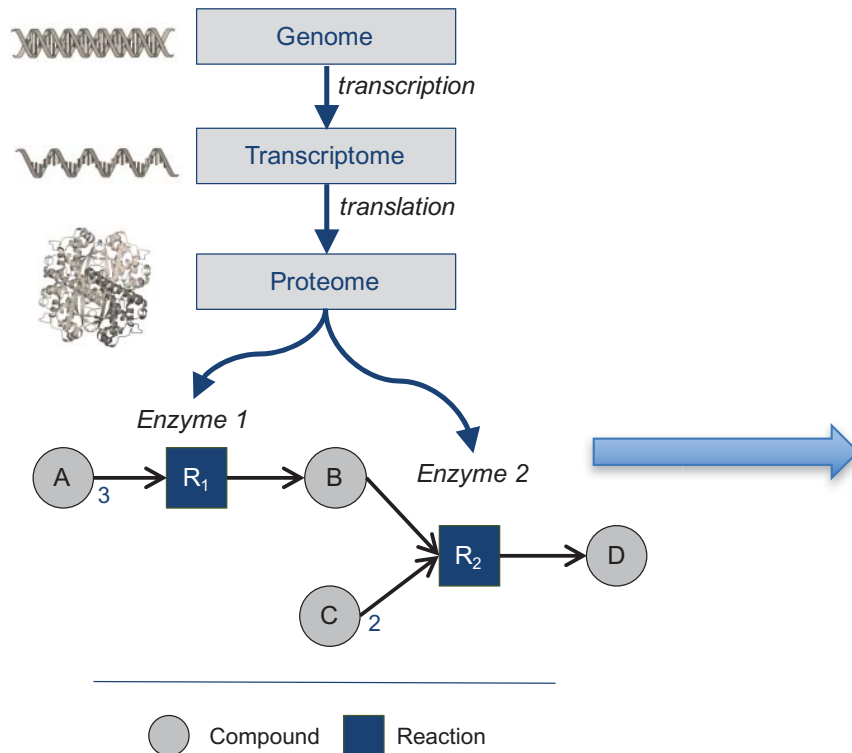 Genome
transcription
Transcriptome
translation
Proteome
Enzyme 1
A
3
R₁
B
Enzyme 2
R₂
D
C
2
Compound
Reaction